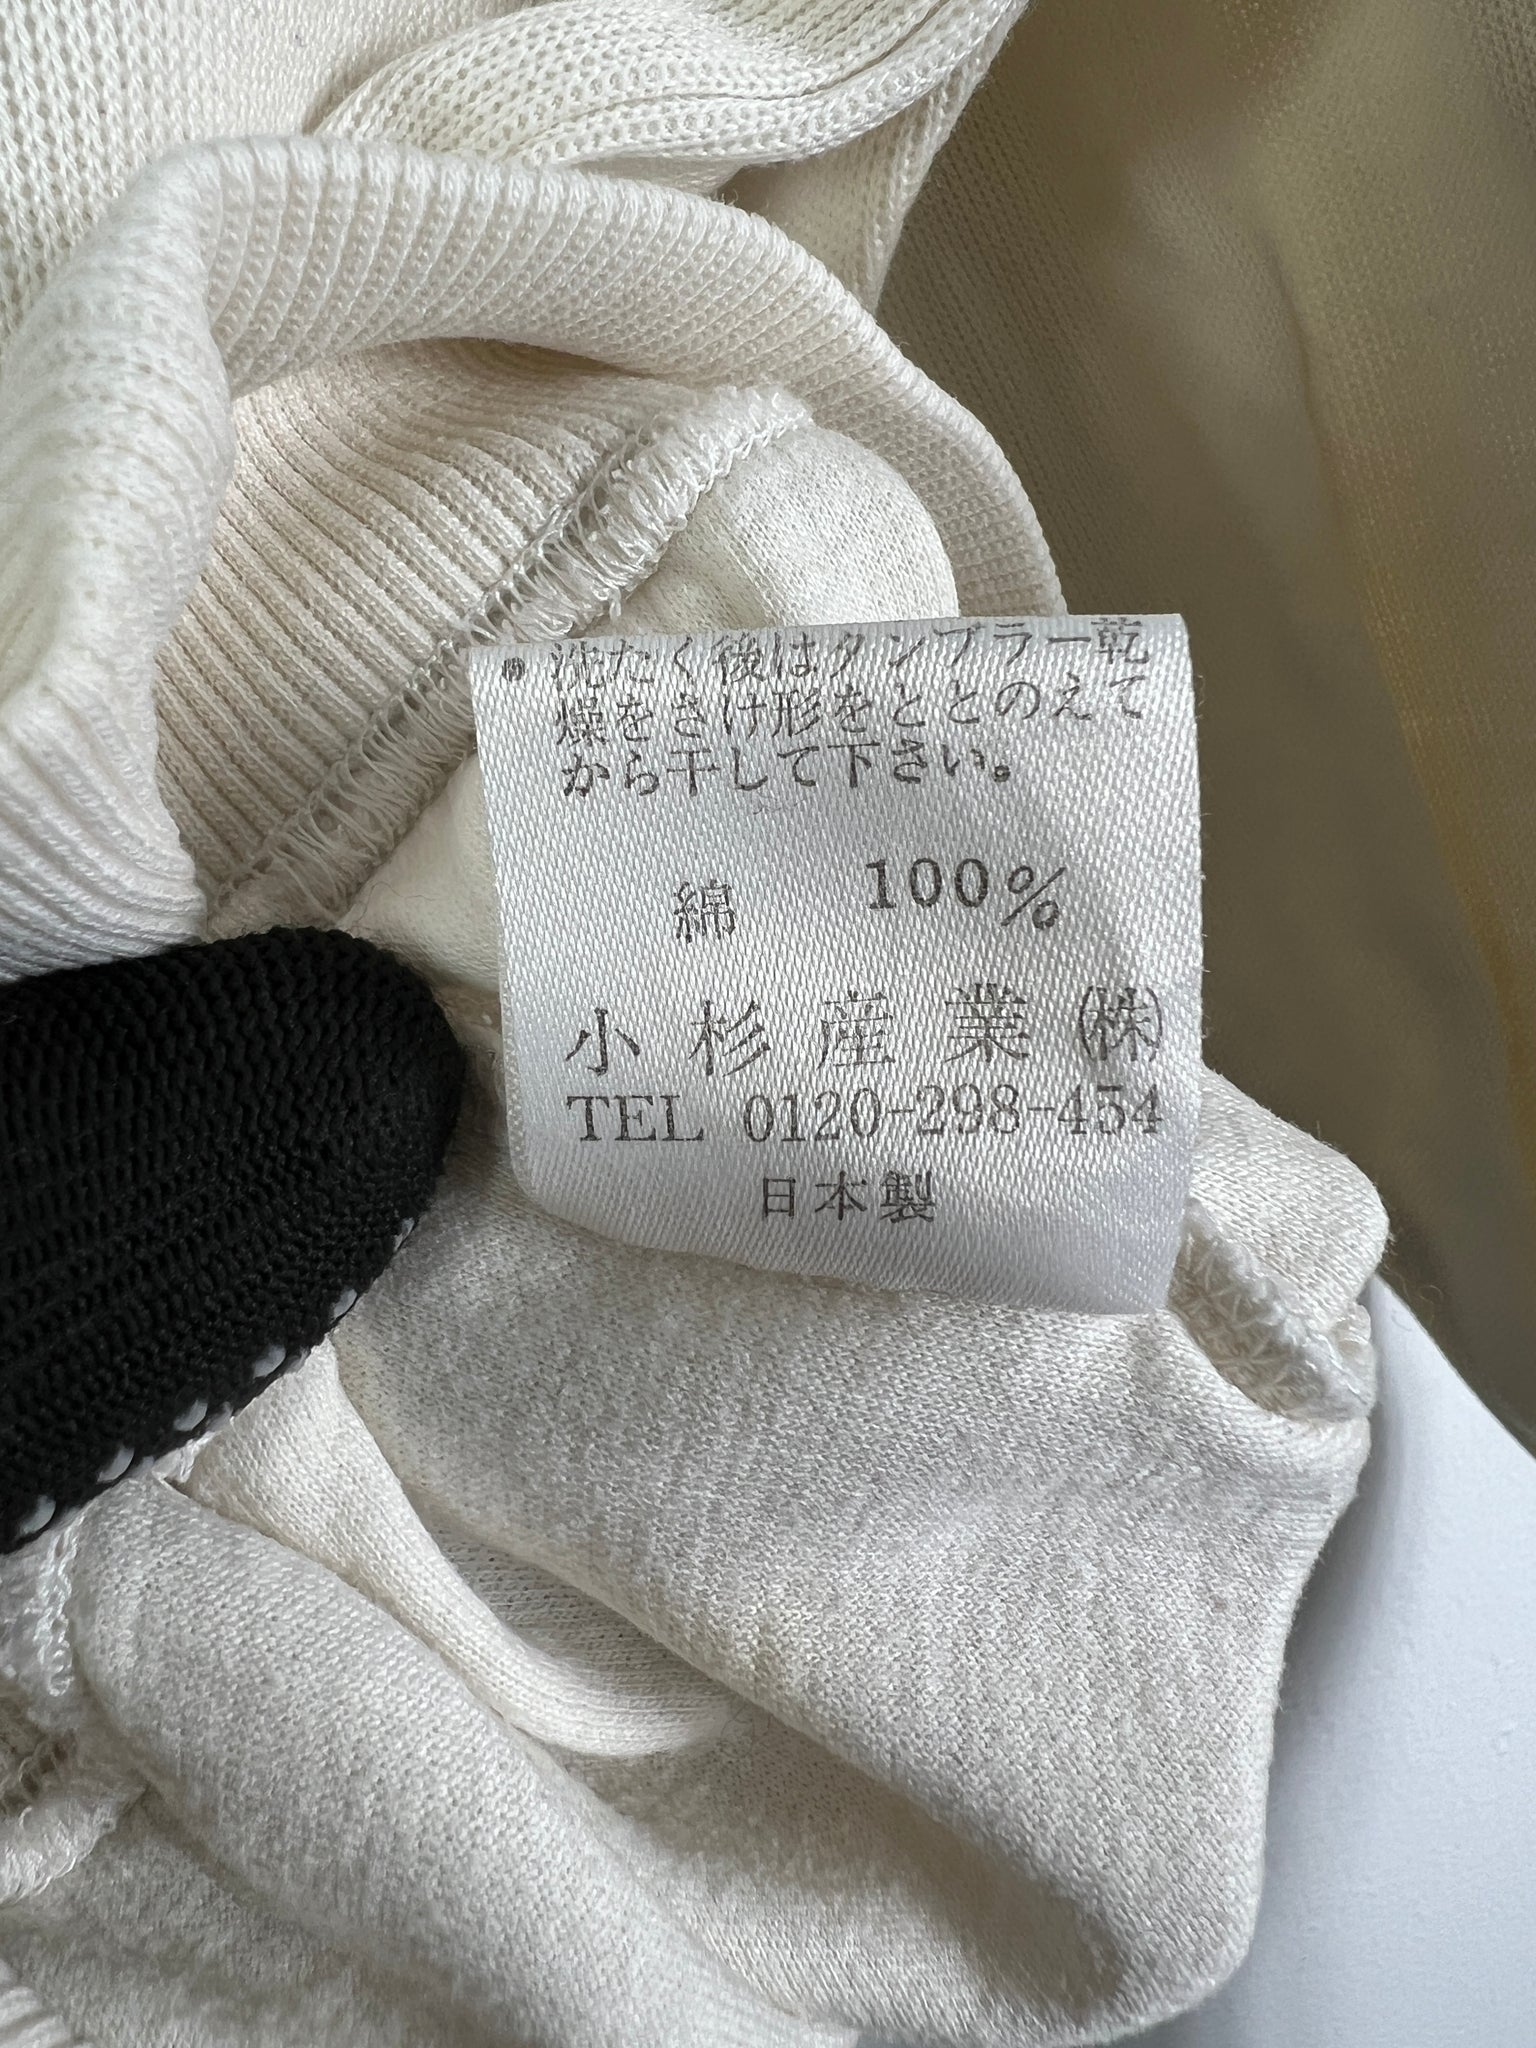 • 洗たく後はタンブラー乾
燥をさけ形をととのえて
から干して下さい。
綿 100%
小杉産業㈱
TEL 0120-298-454
日本製